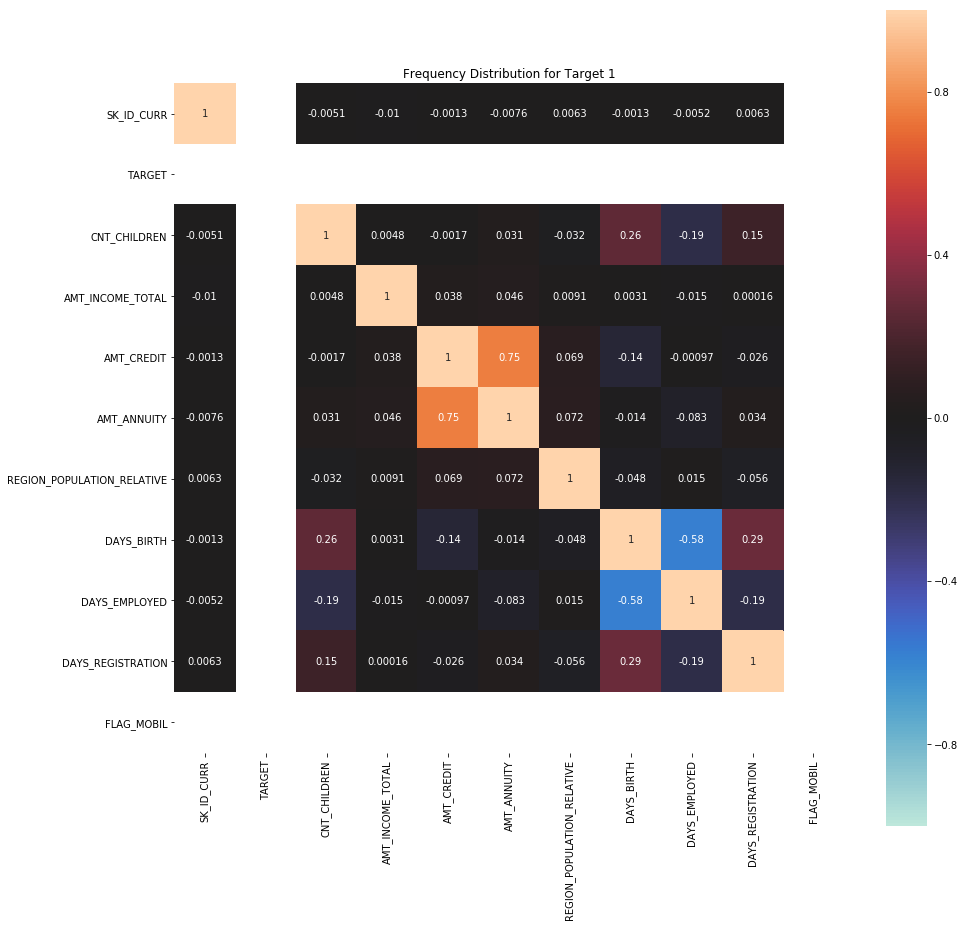 Frequency Distribution for Target 1
SK_ID_CURR 1 -0.0051 -0.01 -0.0013 -0.0076 0.0063 -0.0013 -0.0052 0.0063
TARGET
CNT_CHILDREN -0.0051 1 0.0048 -0.0017 0.031 -0.032 0.26 -0.19 0.15
AMT_INCOME_TOTAL -0.01 0.0048 1 0.038 0.046 0.0091 0.0031 -0.015 0.00016
AMT_CREDIT -0.0013 -0.0017 0.038 1 0.75 0.069 -0.14 -0.00097 -0.026
AMT_ANNUITY -0.0076 0.031 0.046 0.75 1 0.072 -0.014 -0.083 0.034
REGION_POPULATION_RELATIVE 0.0063 -0.032 0.0091 0.069 0.072 1 -0.048 0.015 -0.056
DAYS_BIRTH -0.0013 0.26 0.0031 -0.14 -0.014 -0.048 1 -0.58 0.29
DAYS_EMPLOYED -0.0052 -0.19 -0.015 -0.00097 -0.083 0.015 -0.58 1 -0.19
DAYS_REGISTRATION 0.0063 0.15 0.00016 -0.026 0.034 -0.056 0.29 -0.19 1
FLAG_MOBIL
SK_ID_CURR
TARGET
CNT_CHILDREN
AMT_INCOME_TOTAL
AMT_CREDIT
AMT_ANNUITY
REGION_POPULATION_RELATIVE
DAYS_BIRTH
DAYS_EMPLOYED
DAYS_REGISTRATION
FLAG_MOBIL
0.8
0.4
0.0
−0.4
−0.8